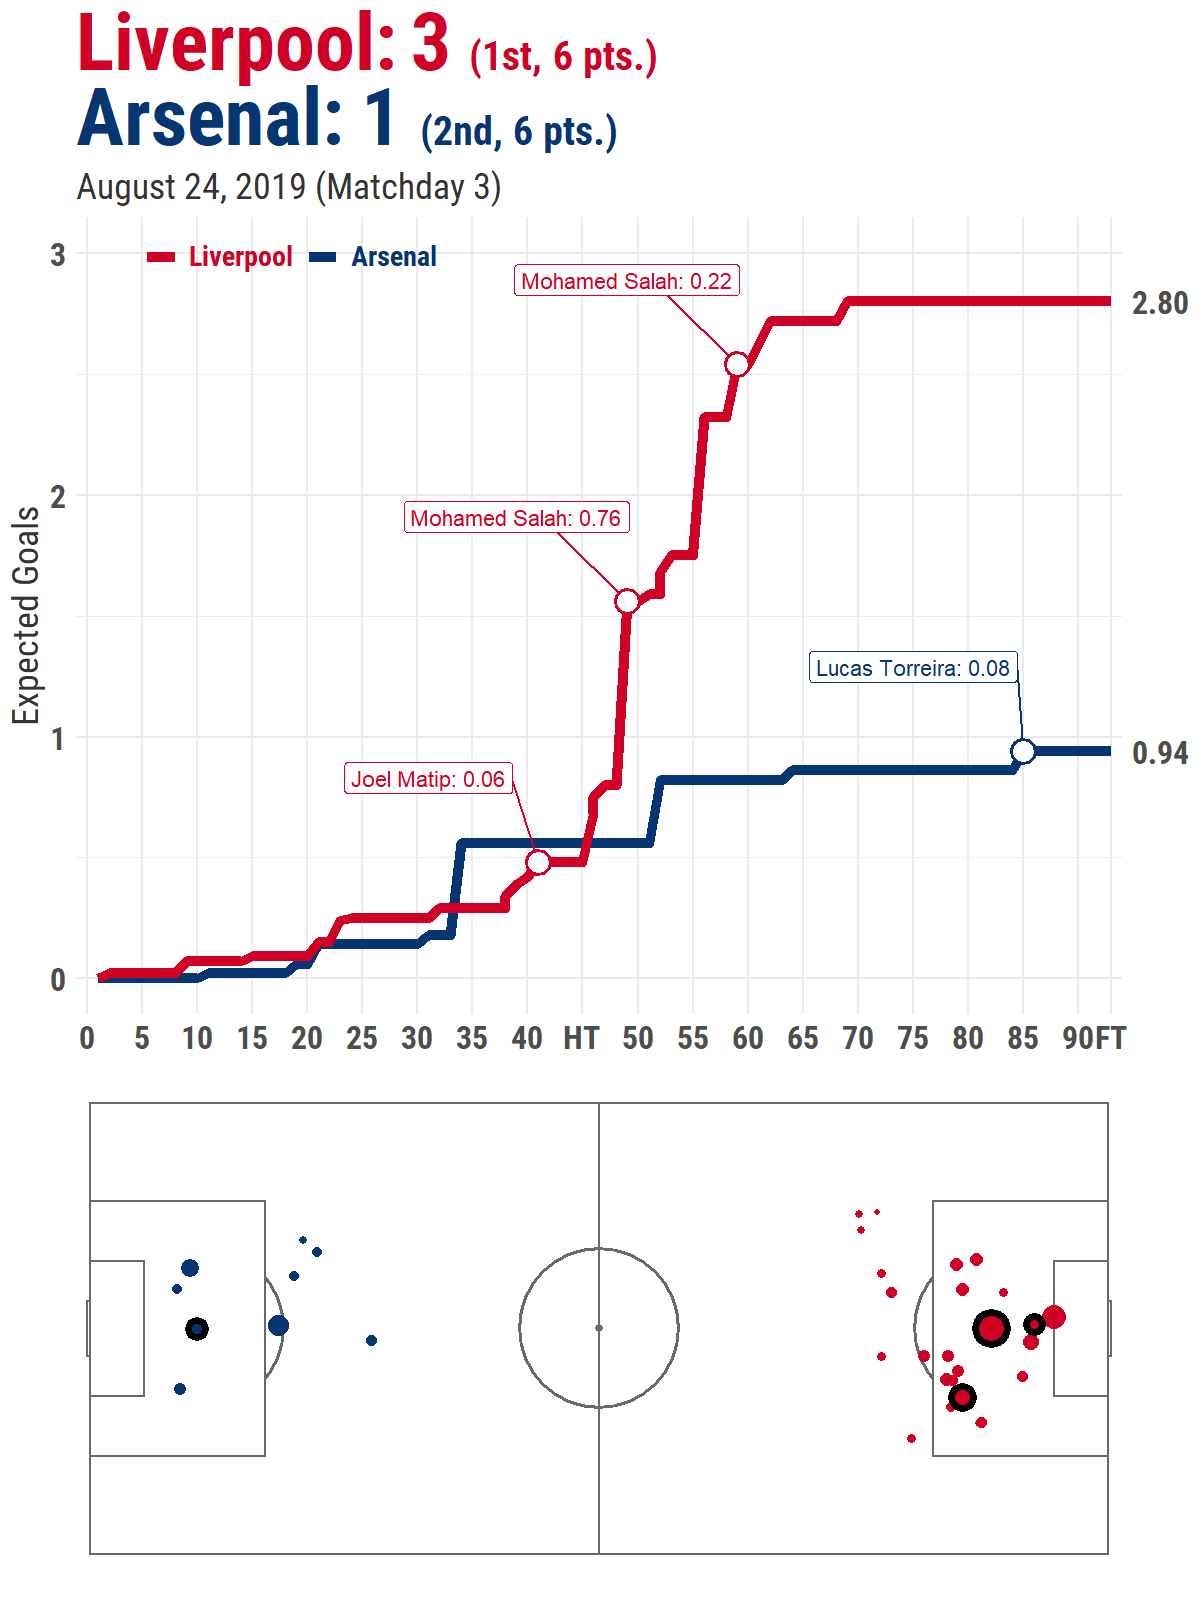 Liverpool: 3 (1st, 6 pts.)
Arsenal: 1 (2nd, 6 pts.)
August 24, 2019 (Matchday 3)
3
Liverpool Arsenal
Mohamed Salah: 0.22
2.80
2
Mohamed Salah: 0.76
Expected Goals
Lucas Torreira: 0.08
1
0.94
Joel Matip: 0.06
0
0 5 10 15 20 25 30 35 40 HT 50 55 60 65 70 75 80 85 90FT